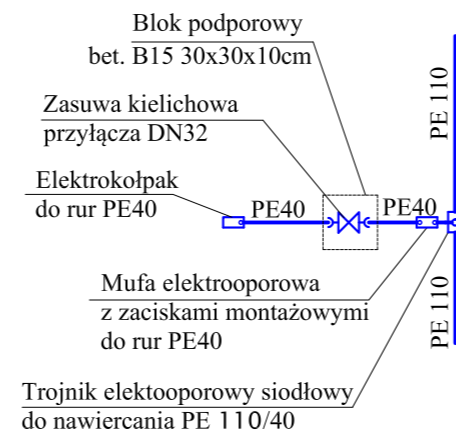 Blok podporowy
bet. B15 30x30x10cm
PE 110
Zasuwa kielichowa
przyłącza DN32
Elektrokołpak
do rur PE40
PE40
PE40
Mufa elektrooporowa
z zaciskami montażowymi
do rur PE40
PE 110
Trojnik elektooporowy siodłowy
do nawiercania PE 110/40